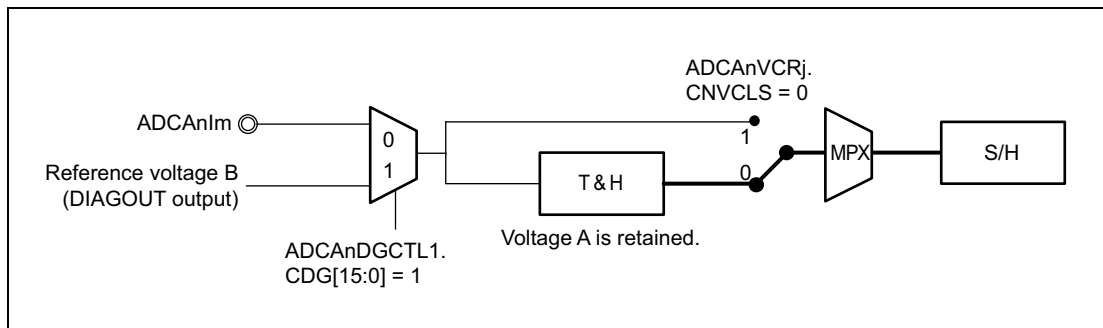 ADCAnVCRj.
CNVCLS = 0
ADCAnIm
0
1
1
0
MPX
S/H
Reference voltage B
(DIAGOUT output)
T & H
Voltage A is retained.
ADCAnDGCTL1.
CDG[15:0] = 1